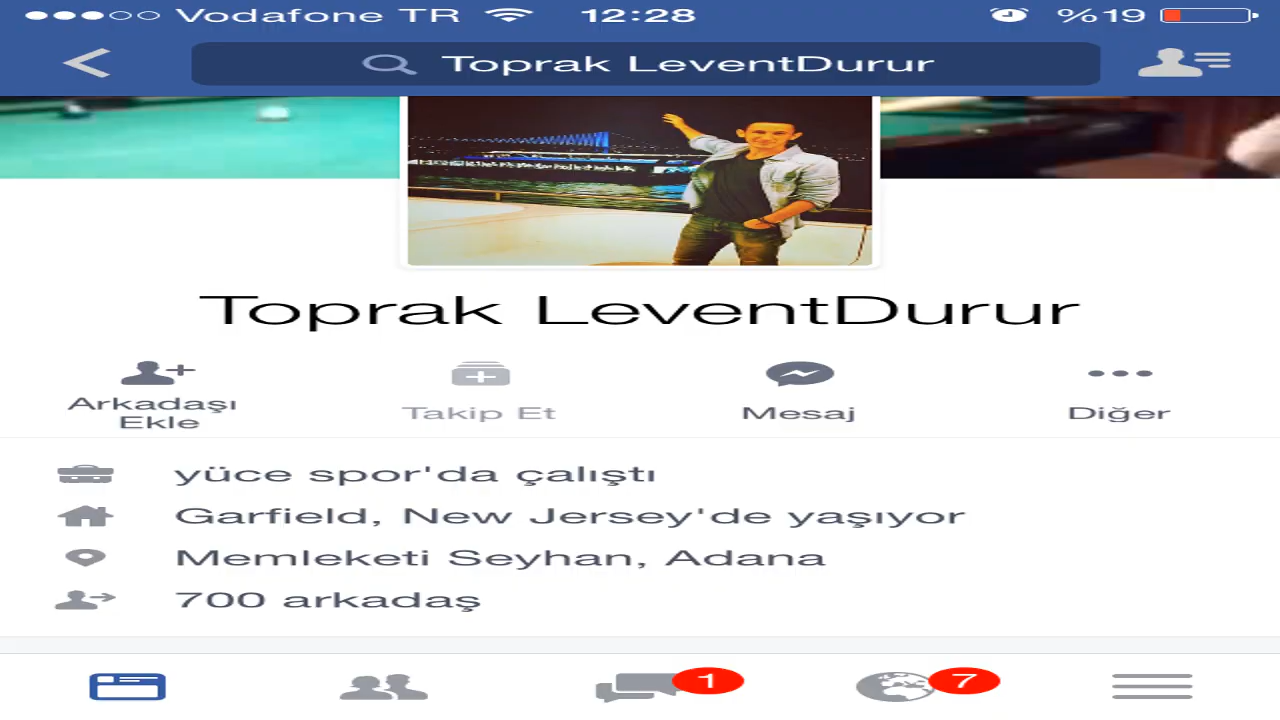 Vodafone TR 12:28 %19
Toprak LeventDurur
Toprak LeventDurur
Arkadaşı Ekle
Takip Et
Mesaj
Diğer
yüce spor'da çalıştı
Garfield, New Jersey'de yaşıyor
Memleketi Seyhan, Adana
700 arkadaş
1
7